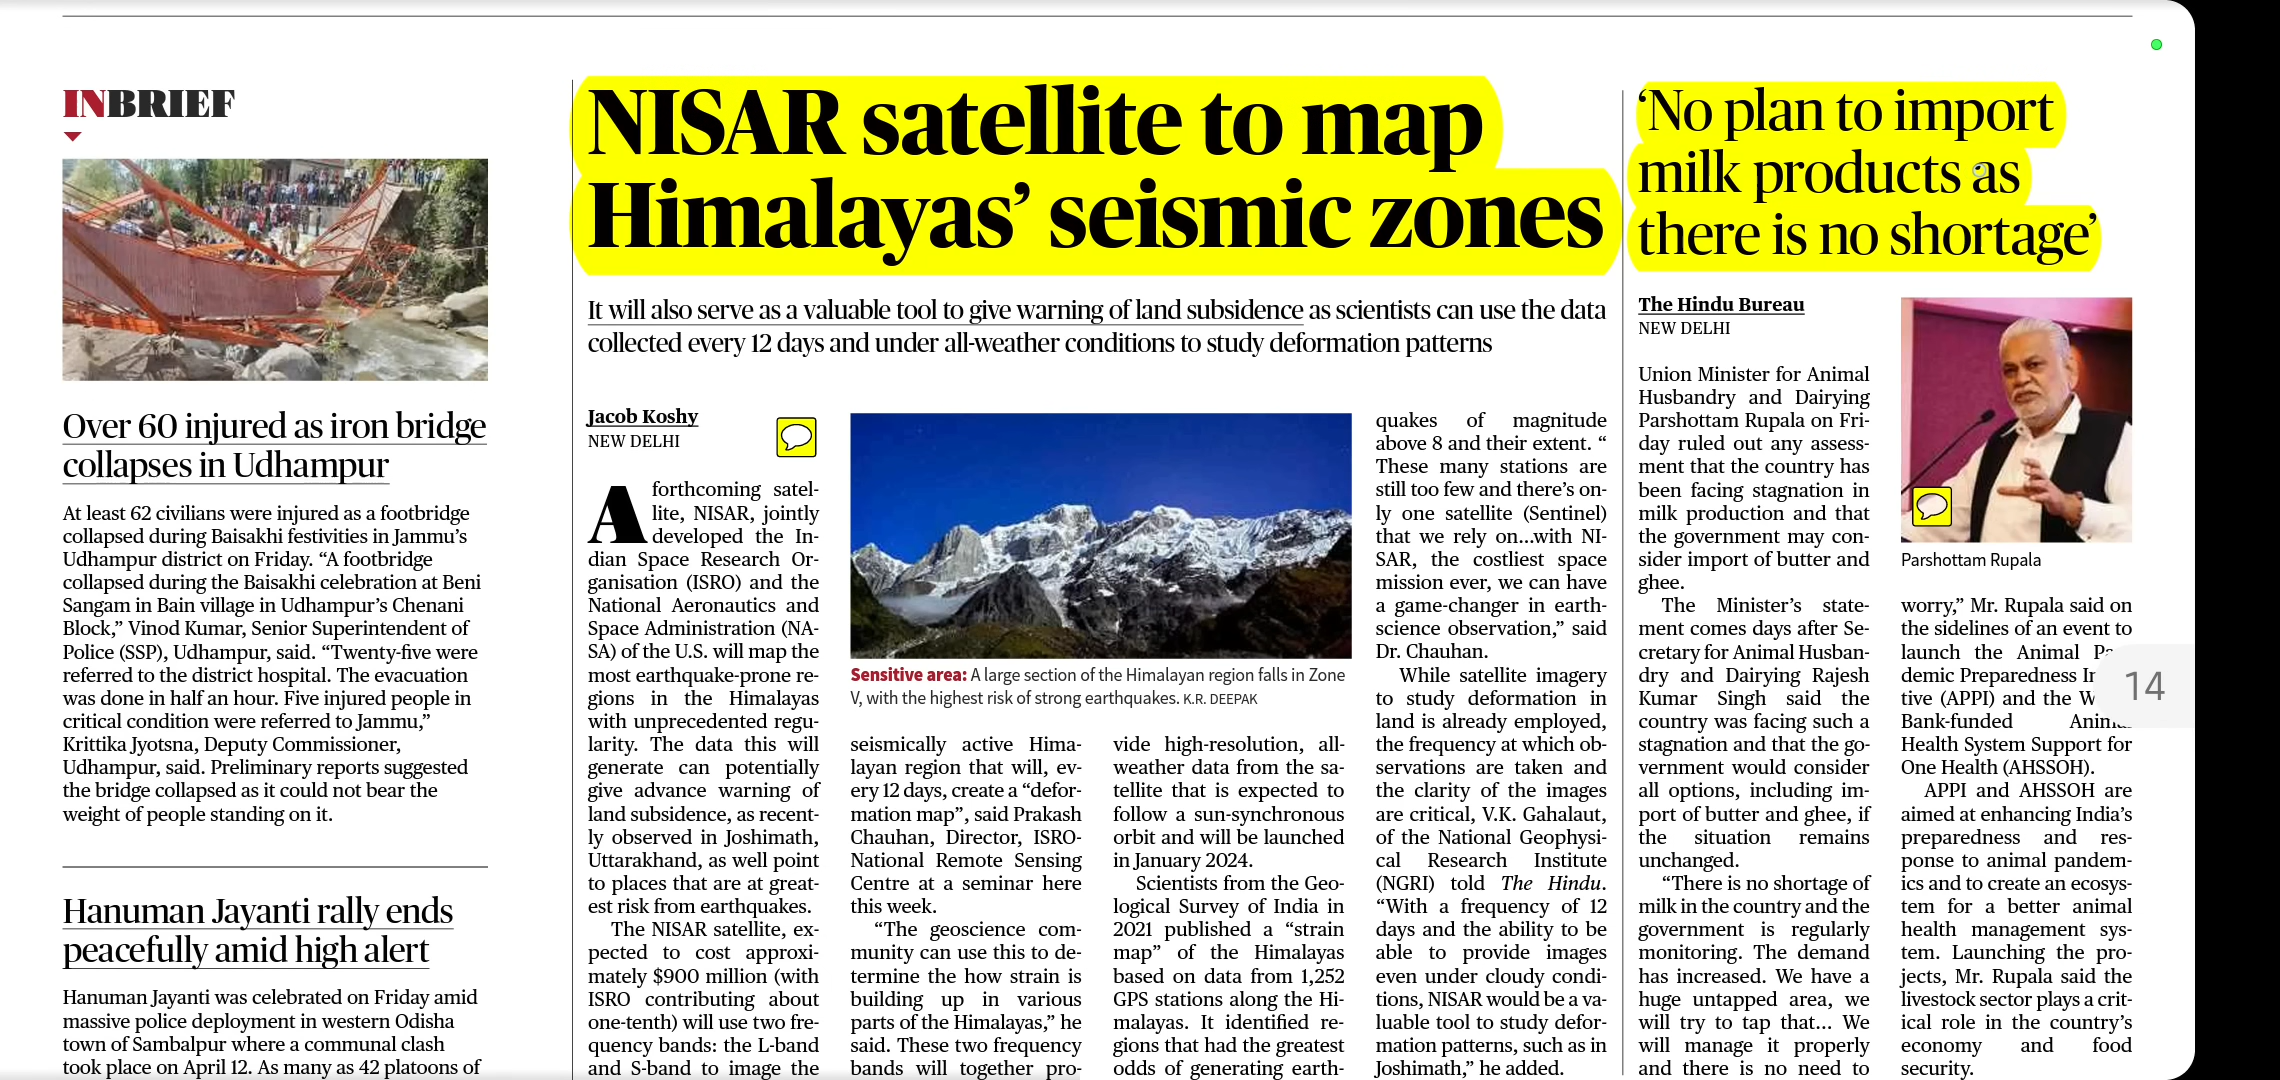 INBRIEF
Over 60 injured as iron bridge
collapses in Udhampur
At least 62 civilians were injured as a footbridge
collapsed during Baisakhi festivities in Jammu’s
Udhampur district on Friday. “A footbridge
collapsed during the Baisakhi celebration at Beni
Sangam in Bain village in Udhampur’s Chenani
Block,” Vinod Kumar, Senior Superintendent of
Police (SSP), Udhampur, said. “Twenty-five were
referred to the district hospital. The evacuation
was done in half an hour. Five injured people in
critical condition were referred to Jammu,”
Krittika Jyotsna, Deputy Commissioner,
Udhampur, said. Preliminary reports suggested
the bridge collapsed as it could not bear the
weight of people standing on it.
Hanuman Jayanti rally ends
peacefully amid high alert
Hanuman Jayanti was celebrated on Friday amid
massive police deployment in western Odisha
town of Sambalpur where a communal clash
took place on April 12. As many as 42 platoons of
NISAR satellite to map
Himalayas’ seismic zones
It will also serve as a valuable tool to give warning of land subsidence as scientists can use the data
collected every 12 days and under all-weather conditions to study deformation patterns
Jacob Koshy
NEW DELHI
A forthcoming satel-
lite, NISAR, jointly
developed the In-
dian Space Research Or-
ganisation (ISRO) and the
National Aeronautics and
Space Administration (NA-
SA) of the U.S. will map the
most earthquake-prone re-
gions in the Himalayas
with unprecedented regu-
larity. The data this will
generate can potentially
give advance warning of
land subsidence, as recent-
ly observed in Joshimath,
Uttarakhand, as well point
to places that are at great-
est risk from earthquakes.
The NISAR satellite, ex-
pected to cost approxi-
mately $900 million (with
ISRO contributing about
one-tenth) will use two fre-
quency bands: the L-band
and S-band to image the
Sensitive area: A large section of the Himalayan region falls in Zone
V, with the highest risk of strong earthquakes. K.R. DEEPAK
seismically active Hima-
layan region that will, ev-
ery 12 days, create a “defor-
mation map”, said Prakash
Chauhan, Director, ISRO-
National Remote Sensing
Centre at a seminar here
this week.
“The geoscience com-
munity can use this to de-
termine the how strain is
building up in various
parts of the Himalayas,” he
said. These two frequency
bands will together pro-
vide high-resolution, all-
weather data from the sa-
tellite that is expected to
follow a sun-synchronous
orbit and will be launched
in January 2024.
Scientists from the Geo-
logical Survey of India in
2021 published a “strain
map” of the Himalayas
based on data from 1,252
GPS stations along the Hi-
malayas. It identified re-
gions that had the greatest
odds of generating earth-
quakes of magnitude
above 8 and their extent. “
These many stations are
still too few and there’s on-
ly one satellite (Sentinel)
that we rely on...with NI-
SAR, the costliest space
mission ever, we can have
a game-changer in earth-
science observation,” said
Dr. Chauhan.
While satellite imagery
to study deformation in
land is already employed,
the frequency at which ob-
servations are taken and
the clarity of the images
are critical, V.K. Gahalaut,
of the National Geophysi-
cal Research Institute
(NGRI) told The Hindu.
“With a frequency of 12
days and the ability to be
able to provide images
even under cloudy condi-
tions, NISAR would be a va-
luable tool to study defor-
mation patterns, such as in
Joshimath,” he added.
‘No plan to import
milk products as
there is no shortage’
The Hindu Bureau
NEW DELHI
Union Minister for Animal
Husbandry and Dairying
Parshottam Rupala on Fri-
day ruled out any assess-
ment that the country has
been facing stagnation in
milk production and that
the government may con-
sider import of butter and
ghee.
The Minister’s state-
ment comes days after Se-
cretary for Animal Husban-
dry and Dairying Rajesh
Kumar Singh said the
country was facing such a
stagnation and that the go-
vernment would consider
all options, including im-
port of butter and ghee, if
the situation remains
unchanged.
“There is no shortage of
milk in the country and the
government is regularly
monitoring. The demand
has increased. We have a
huge untapped area, we
will try to tap that... We
will manage it properly
and there is no need to
Parshottam Rupala
worry,” Mr. Rupala said on
the sidelines of an event to
launch the Animal
demic Preparedness
tive (APPI) and the
Bank-funded
Health System Support for
One Health (AHSSOH).
APPI and AHSSOH are
aimed at enhancing India’s
preparedness and res-
ponse to animal pandem-
ics and to create an ecosys-
tem for a better animal
health management sys-
tem. Launching the pro-
jects, Mr. Rupala said the
livestock sector plays a crit-
ical role in the country’s
economy and food
security.
14